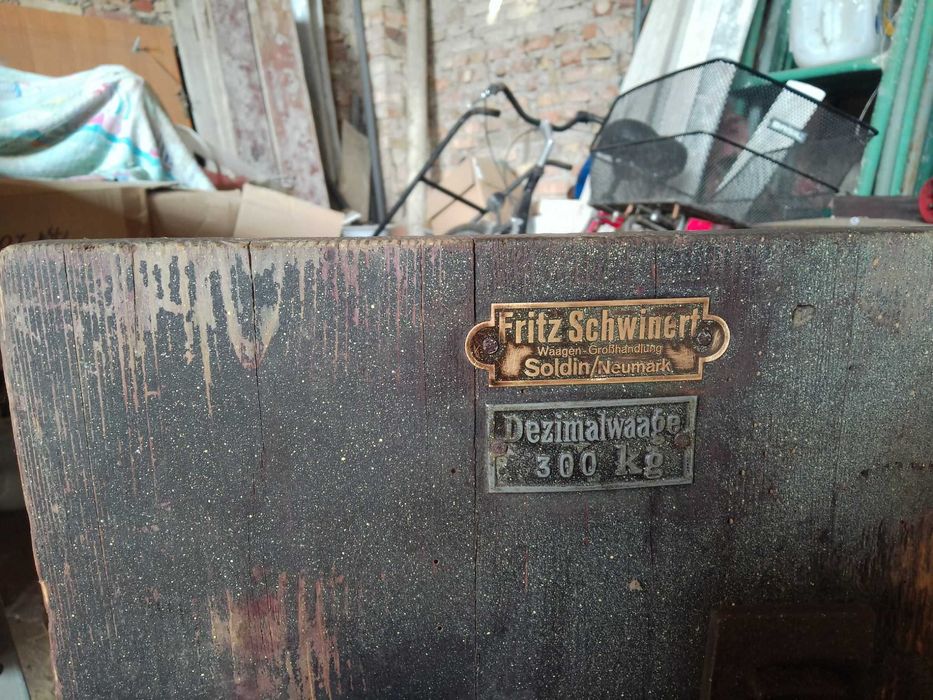 Fritz Schwinert
Waagen-Großhandlung
Soldin/Neumark
Dezimalwaage
300 kg